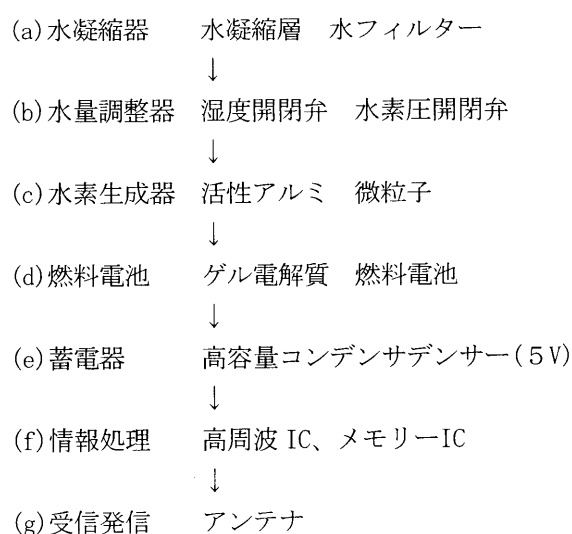 (a)水凝縮器 水凝縮層 水フィルター
↓
(b)水量調整器 湿度開閉弁 水素圧開閉弁
↓
(c)水素生成器 活性アルミ 微粒子
↓
(d)燃料電池 ゲル電解質 燃料電池
↓
(e)蓄電器 高容量コンデンサデンサー(５V)
↓
(f)情報処理 高周波 IC、メモリーIC
↓
(g)受信発信 アンテナ